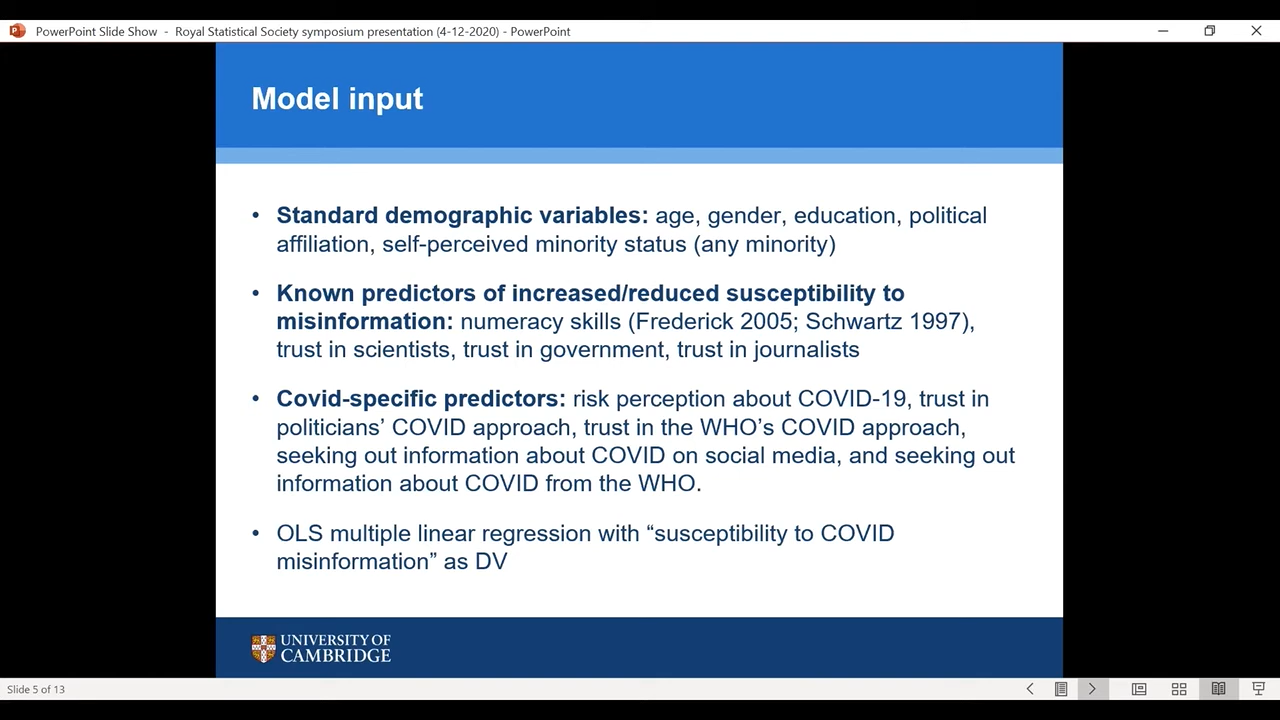 PowerPoint Slide Show - Royal Statistical Society symposium presentation (4-12-2020) - PowerPoint
Model input
• Standard demographic variables: age, gender, education, political
affiliation, self-perceived minority status (any minority)
• Known predictors of increased/reduced susceptibility to
misinformation: numeracy skills (Frederick 2005; Schwartz 1997),
trust in scientists, trust in government, trust in journalists
• Covid-specific predictors: risk perception about COVID-19, trust in
politicians’ COVID approach, trust in the WHO’s COVID approach,
seeking out information about COVID on social media, and seeking out
information about COVID from the WHO.
• OLS multiple linear regression with “susceptibility to COVID
misinformation” as DV
UNIVERSITY OF
CAMBRIDGE
Slide 5 of 13